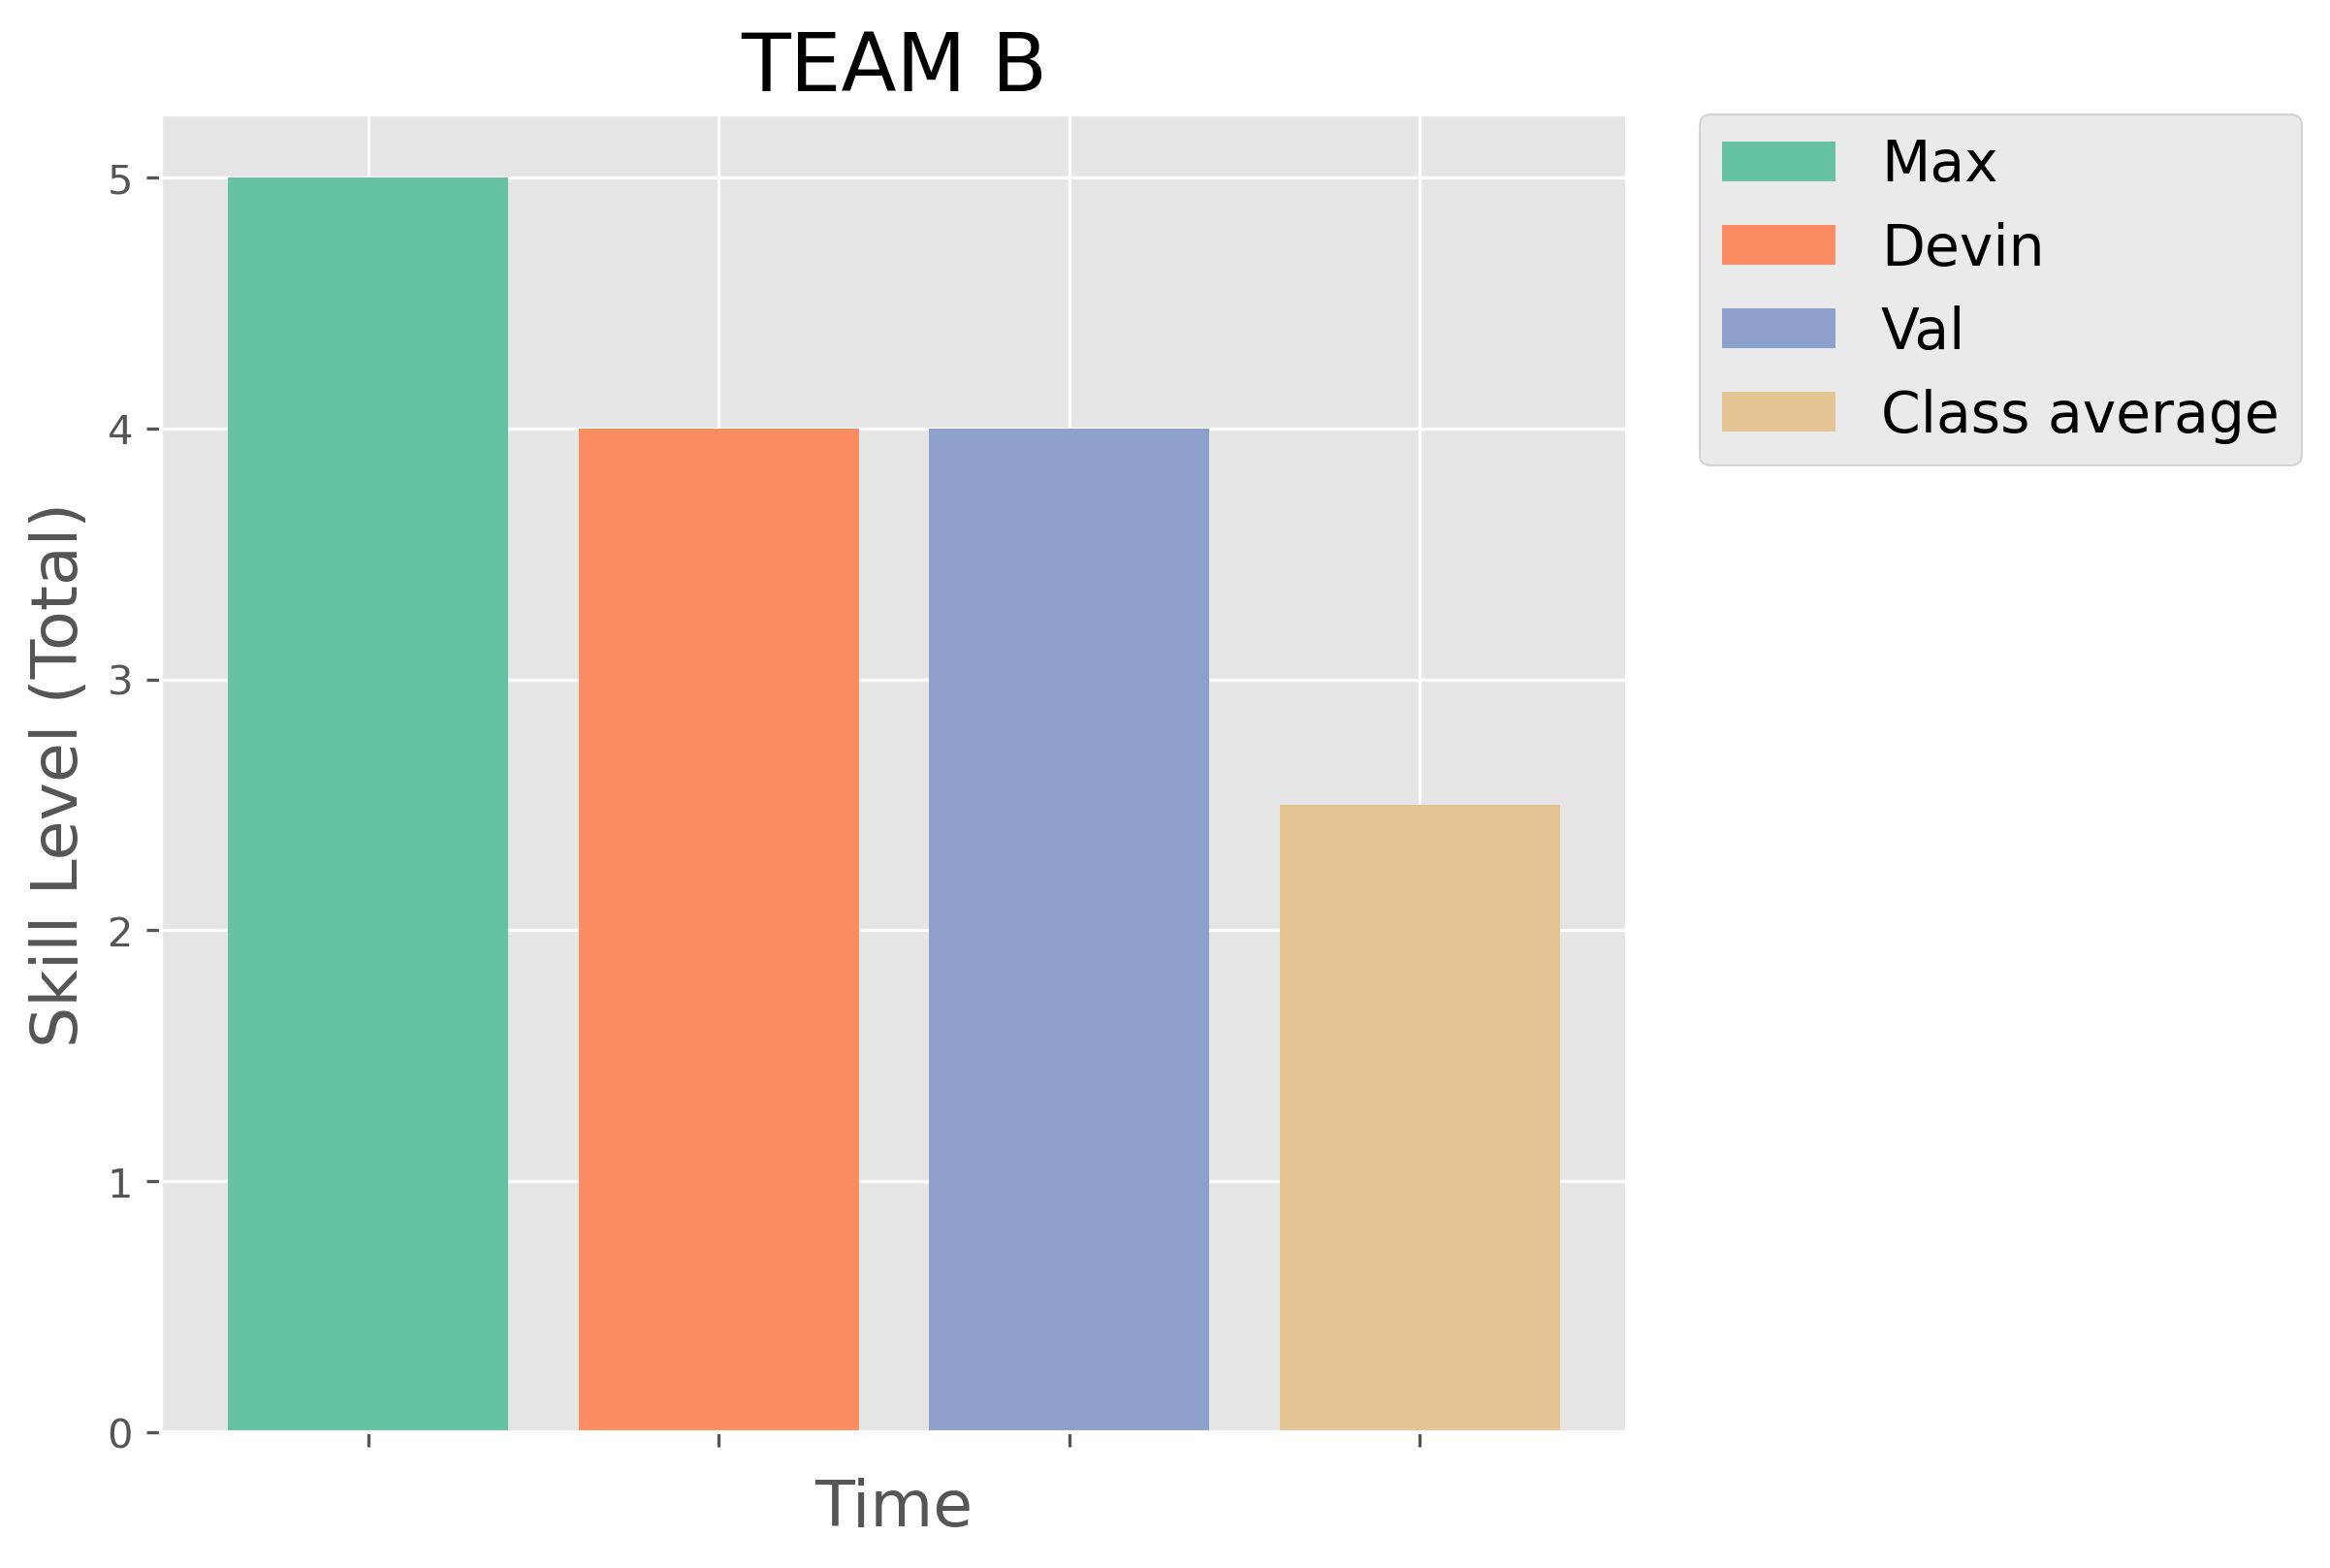 TEAM B
Max
Devin
Val
Class average
Skill Level (Total)
5
4
3
2
1
0
Time